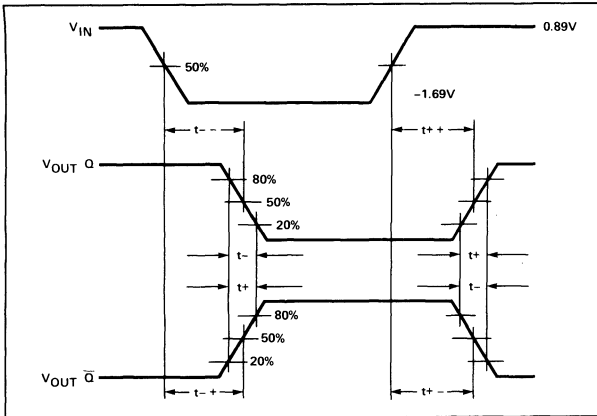 VIN
0.89V
50%
-1.69V
t- -
t+ +
VOUT Q
80%
50%
20%
t-
t+
t+
t-
80%
50%
20%
VOUT Q̅
t- +
t+ -